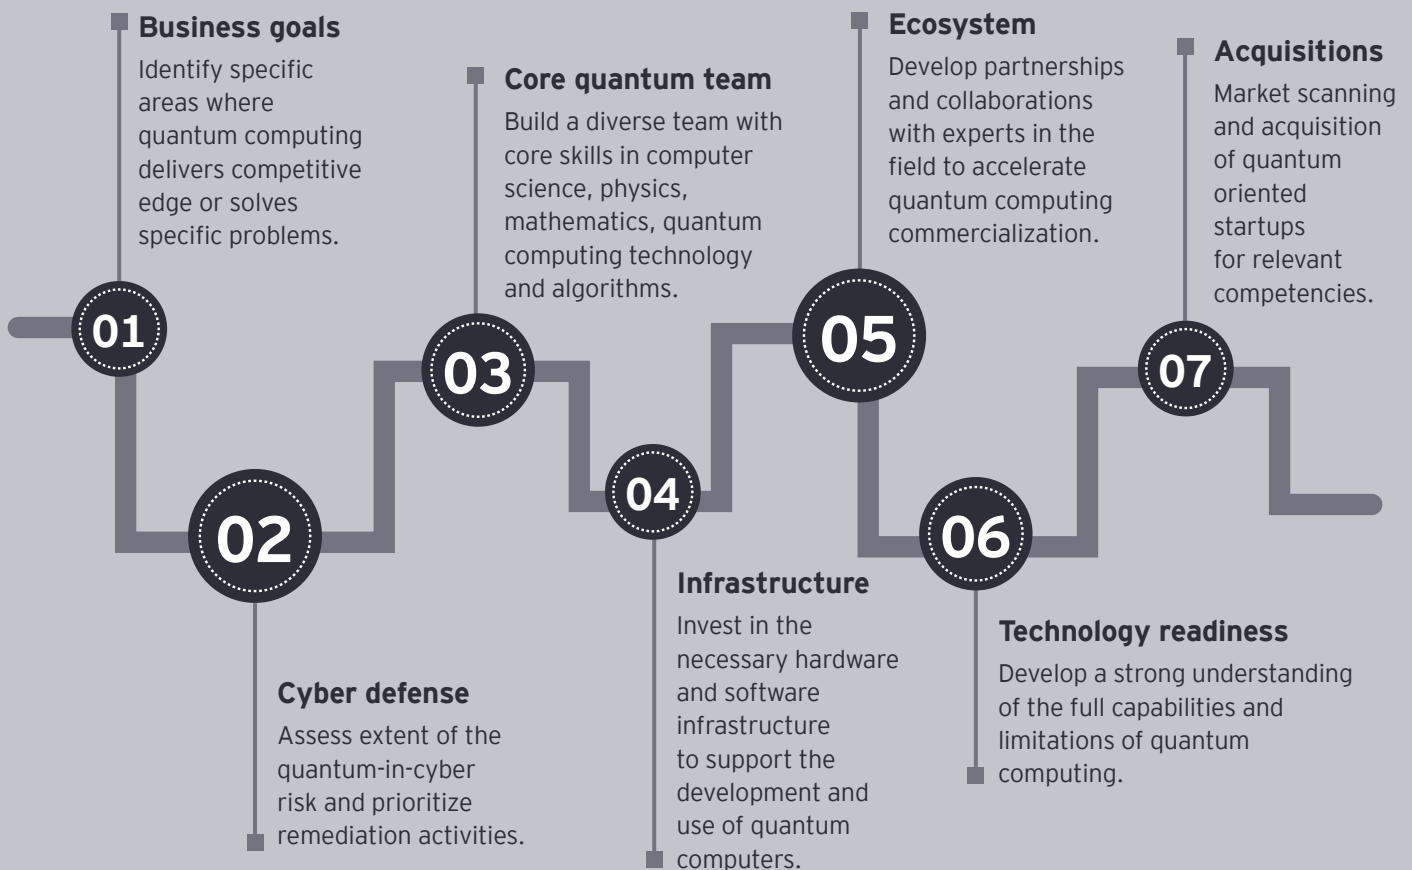 01
Business goals
Identify specific
areas where
quantum computing
delivers competitive
edge or solves
specific problems.
02
Cyber defense
Assess extent of the
quantum-in-cyber
risk and prioritize
remediation activities.
03
Core quantum team
Build a diverse team with
core skills in computer
science, physics,
mathematics, quantum
computing technology
and algorithms.
04
Infrastructure
Invest in the
necessary hardware
and software
infrastructure
to support the
development and
use of quantum
computers.
05
Ecosystem
Develop partnerships
and collaborations
with experts in the
field to accelerate
quantum computing
commercialization.
06
Technology readiness
Develop a strong understanding
of the full capabilities and
limitations of quantum
computing.
07
Acquisitions
Market scanning
and acquisition
of quantum
oriented
startups
for relevant
competencies.